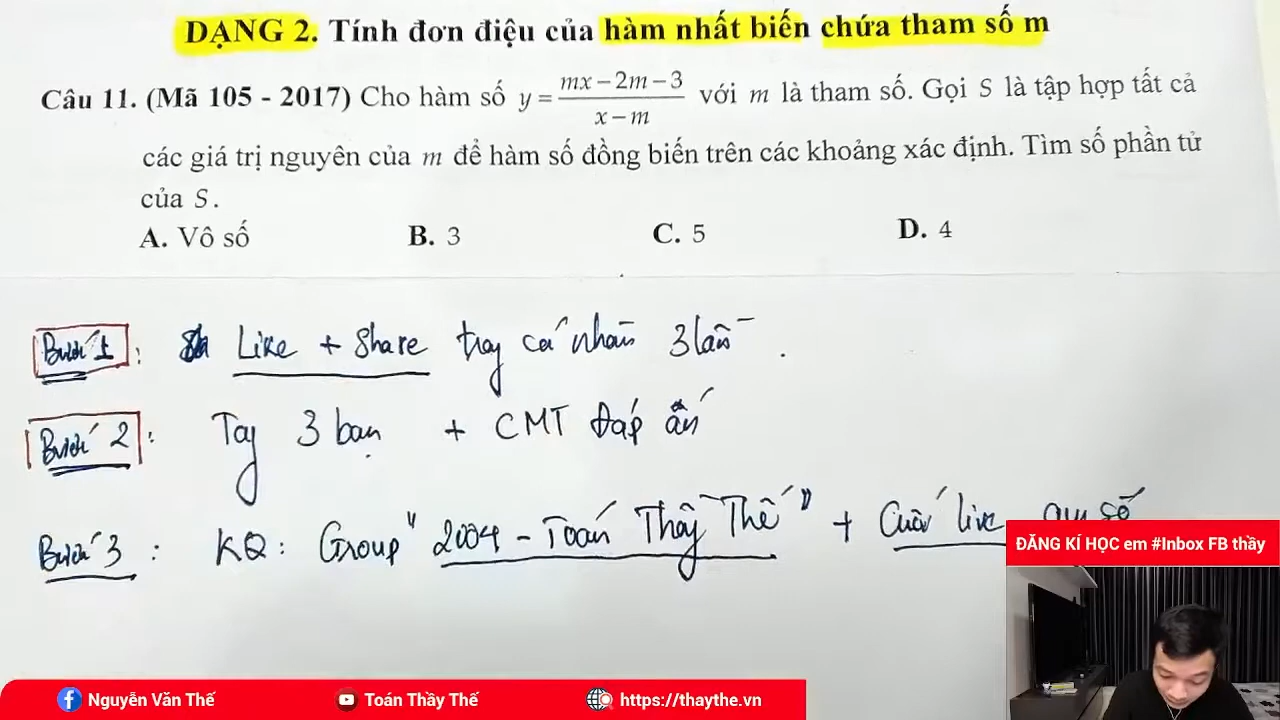 DẠNG 2. Tính đơn điệu của hàm nhất biến chứa tham số m
Câu 11. (Mã 105 - 2017) Cho hàm số y = \frac{mx-2m-3}{x-m} với m là tham số. Gọi S là tập hợp tất cả
các giá trị nguyên của m để hàm số đồng biến trên các khoảng xác định. Tìm số phần tử
của S.
A. Vô số B. 3 C. 5 D. 4
Bước 1: Like + Share trag cá nhân 3 lần.
Bước 2: Tag 3 bạn + CMT đáp án
Bước 3: KQ: Group "2004 - Toán Thầy Thế" + Cuối live số
ĐĂNG KÍ HỌC em #Inbox FB thầy
Nguyễn Văn Thế Toán Thầy Thế https://thaythe.vn